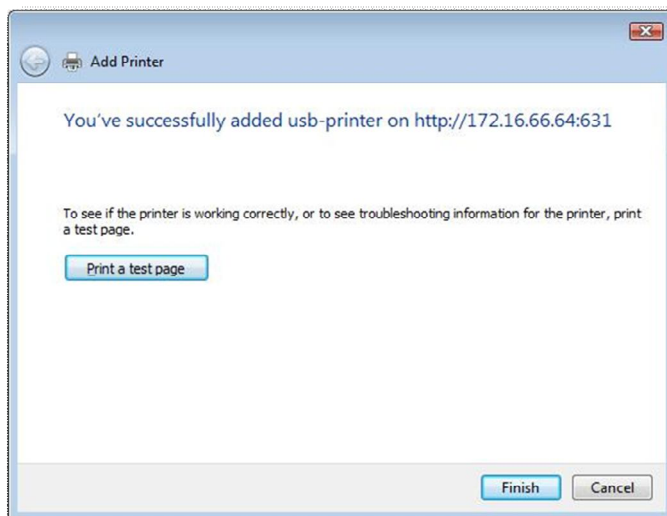 Add Printer
You've successfully added usb-printer on http://172.16.66.64:631
To see if the printer is working correctly, or to see troubleshooting information for the printer, print
a test page.
Print a test page
Finish Cancel